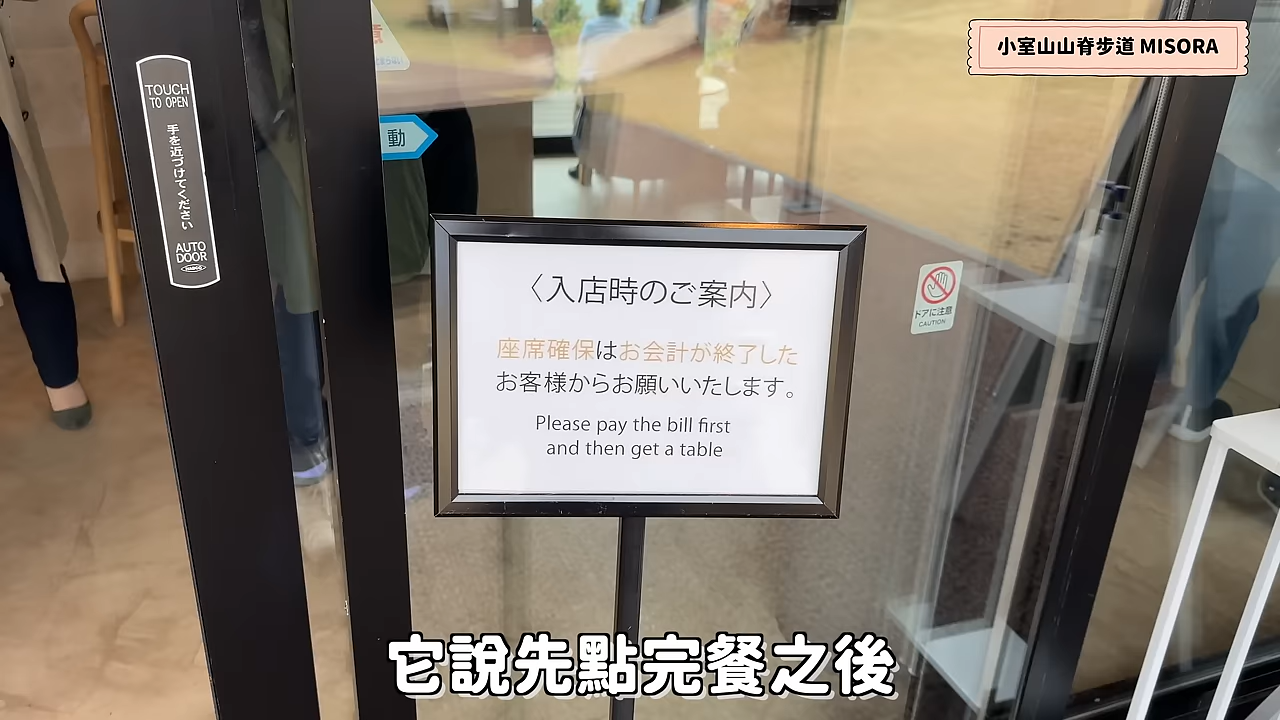 小室山山脊步道 MISORA
TOUCH
TO OPEN
手を近づけてください
AUTO
DOOR
動
〈入店時のご案内〉
座席確保はお会計が終了した
お客様からお願いいたします。
Please pay the bill first
and then get a table
ドアに注意
CAUTION
它說先點完餐之後